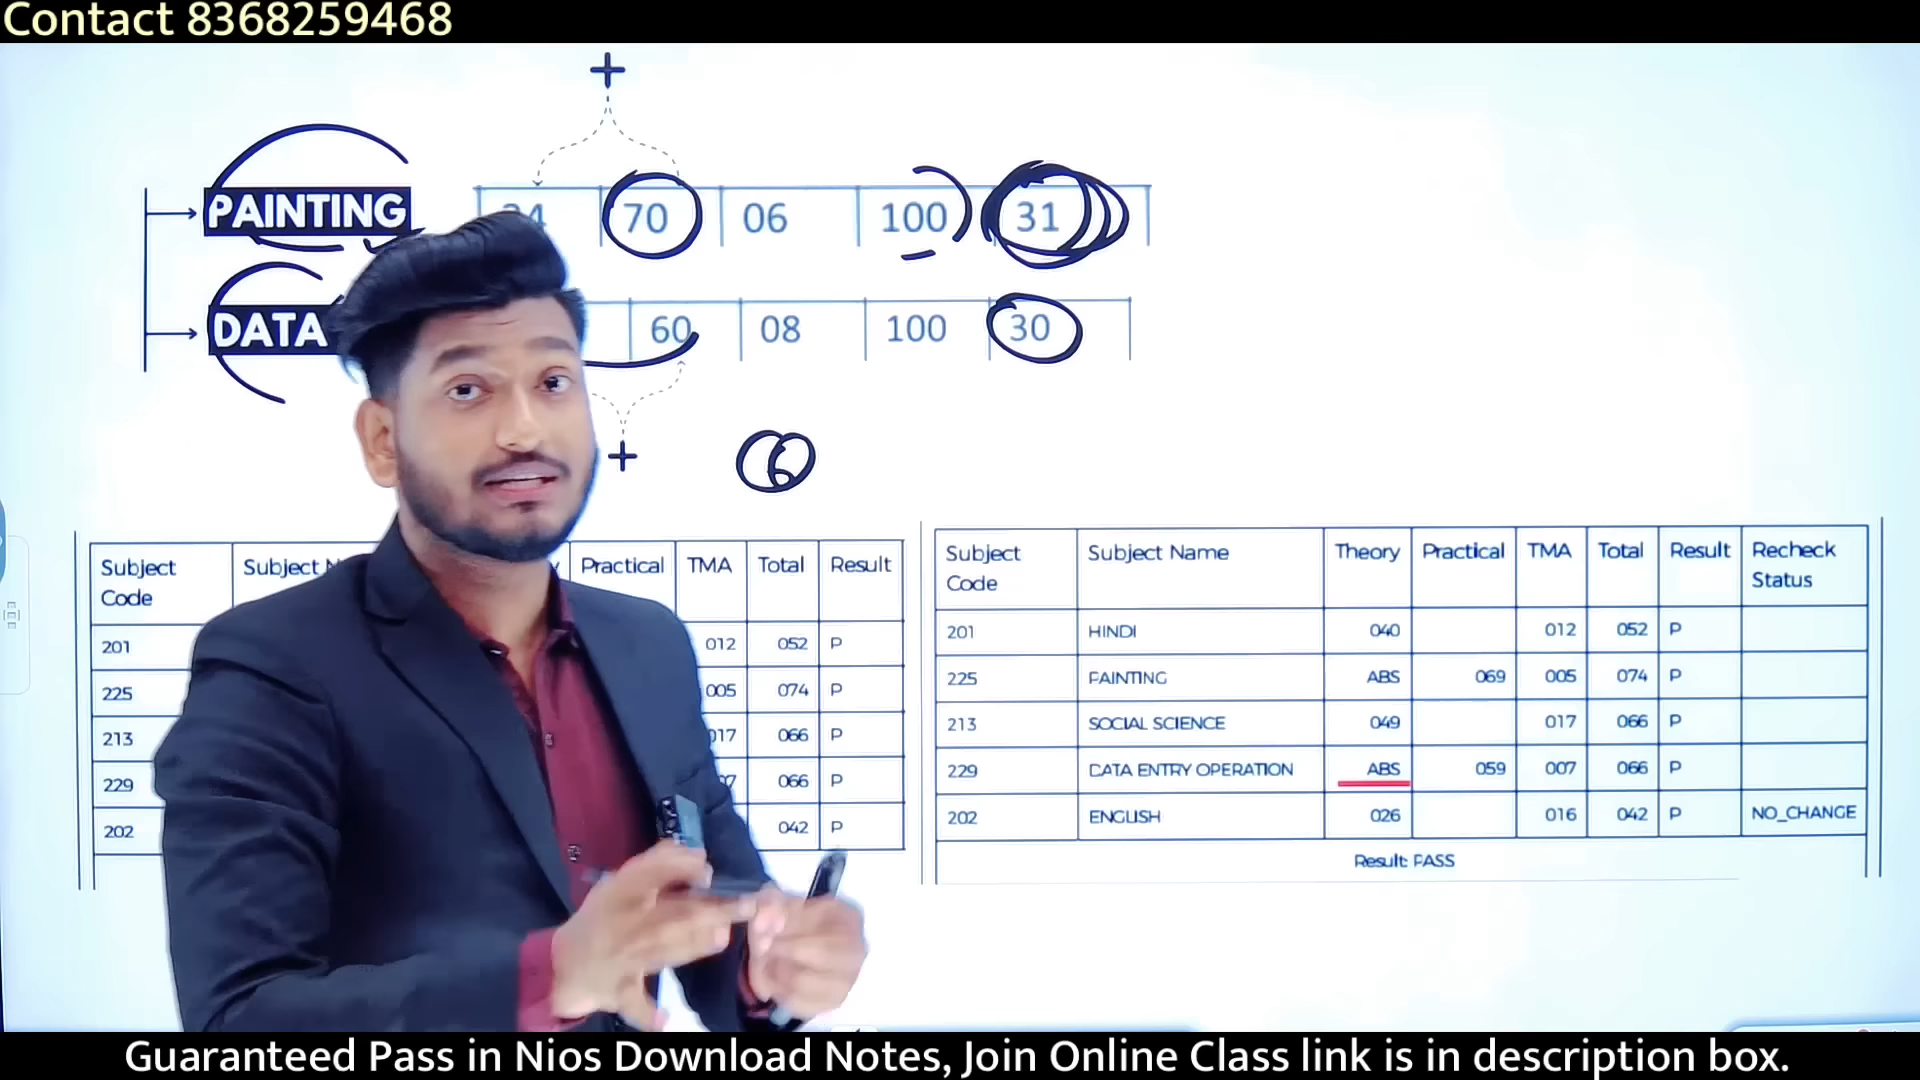 Contact 8368259468
+
PAINTING 24 70 06 100 31
DATA 60 08 100 30
+
Subject Code Subject Practical TMA Total Result
201 012 052 P
225 005 074 P
213 017 066 P
229 066 P
202 042 P
Subject Code Subject Name Theory Practical TMA Total Result Recheck Status
201 HINDI 040 012 052 P
225 PAINTING ABS 069 005 074 P
213 SOCIAL SCIENCE 049 017 066 P
229 DATA ENTRY OPERATION ABS 059 007 066 P
202 ENGLISH 026 016 042 P NO_CHANGE
Result: PASS
Guaranteed Pass in Nios Download Notes, Join Online Class link is in description box.